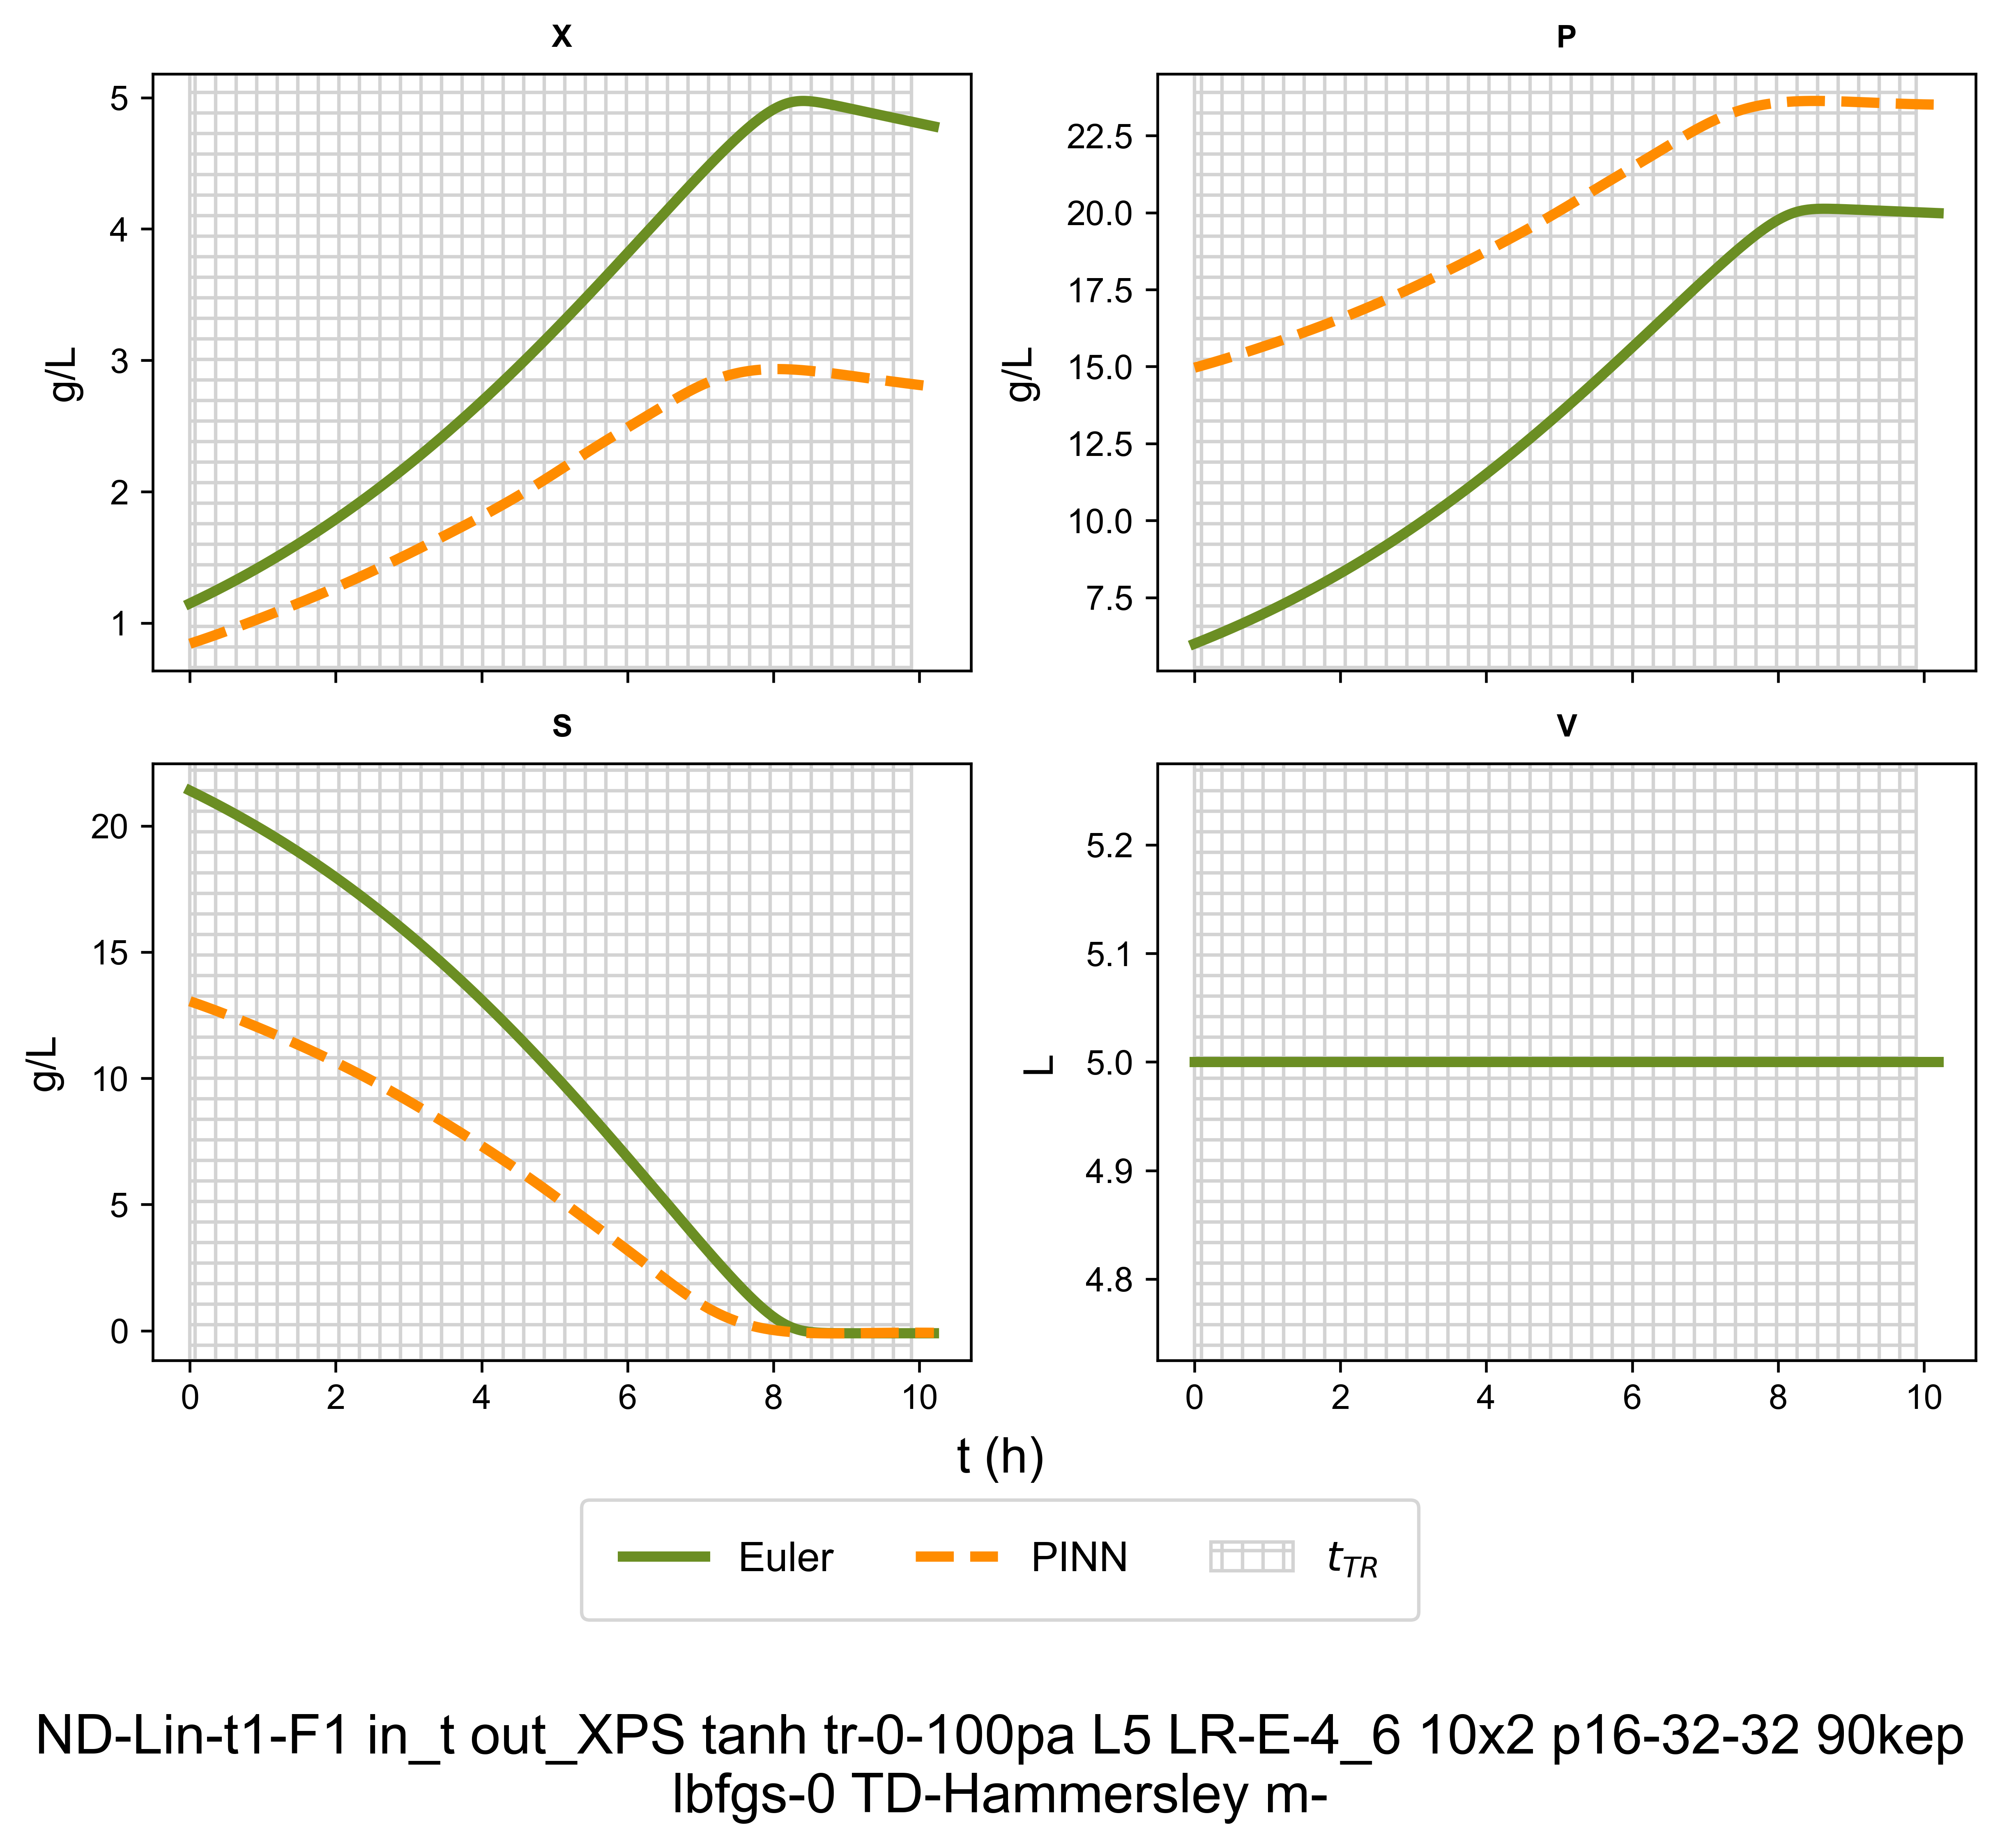 X
P
5
4
3
2
1
g/L
22.5
20.0
17.5
15.0
12.5
10.0
7.5
g/L
S
V
20
15
10
5
0
g/L
5.2
5.1
5.0
4.9
4.8
L
0 2 4 6 8 10
0 2 4 6 8 10
t (h)
Euler PINN t_TR
ND-Lin-t1-F1 in_t out_XPS tanh tr-0-100pa L5 LR-E-4_6 10x2 p16-32-32 90kep
lbfgs-0 TD-Hammersley m-